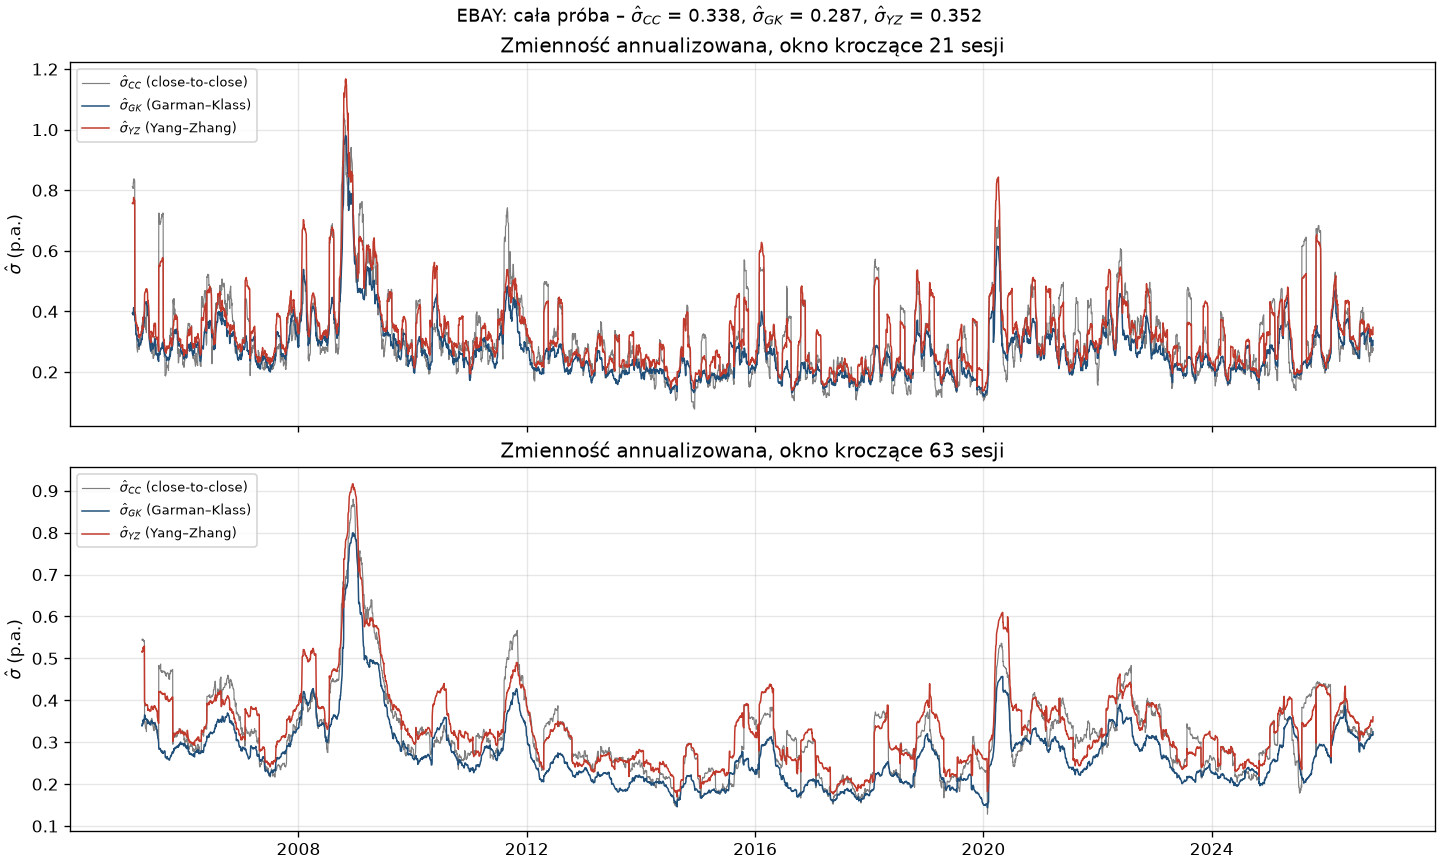 EBAY: cała próba – σ̂CC = 0.338, σ̂GK = 0.287, σ̂YZ = 0.352
Zmienność annualizowana, okno kroczące 21 sesji
σ̂CC (close-to-close)
σ̂GK (Garman–Klass)
σ̂YZ (Yang–Zhang)
σ̂ (p.a.)
1.2
1.0
0.8
0.6
0.4
0.2
Zmienność annualizowana, okno kroczące 63 sesji
σ̂CC (close-to-close)
σ̂GK (Garman–Klass)
σ̂YZ (Yang–Zhang)
σ̂ (p.a.)
0.9
0.8
0.7
0.6
0.5
0.4
0.3
0.2
0.1
2008 2012 2016 2020 2024